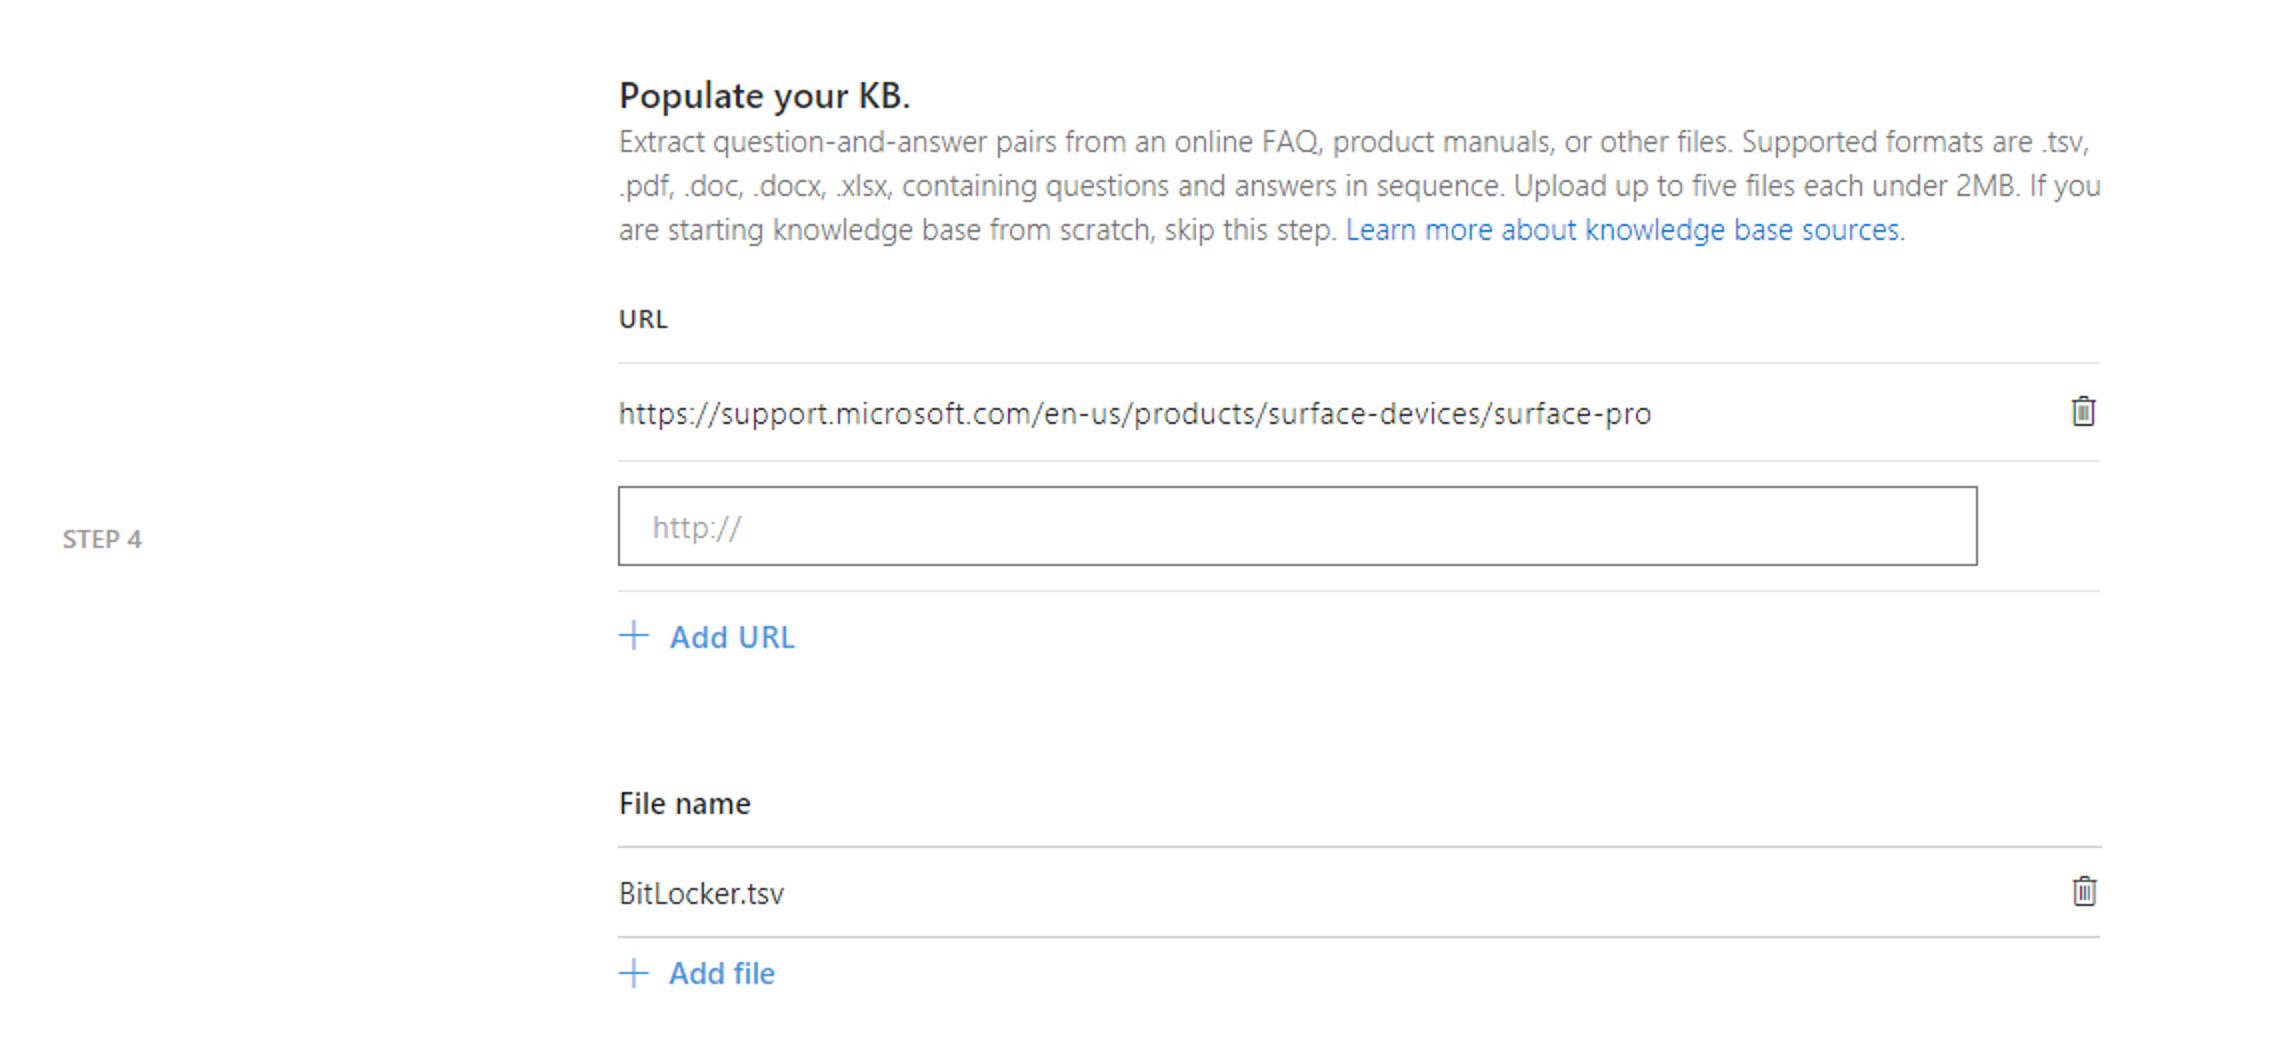 Populate your KB.
Extract question-and-answer pairs from an online FAQ, product manuals, or other files. Supported formats are .tsv,
.pdf, .doc, .docx, .xlsx, containing questions and answers in sequence. Upload up to five files each under 2MB. If you
are starting knowledge base from scratch, skip this step. Learn more about knowledge base sources.
URL
https://support.microsoft.com/en-us/products/surface-devices/surface-pro
http://
STEP 4
+ Add URL
File name
BitLocker.tsv
+ Add file